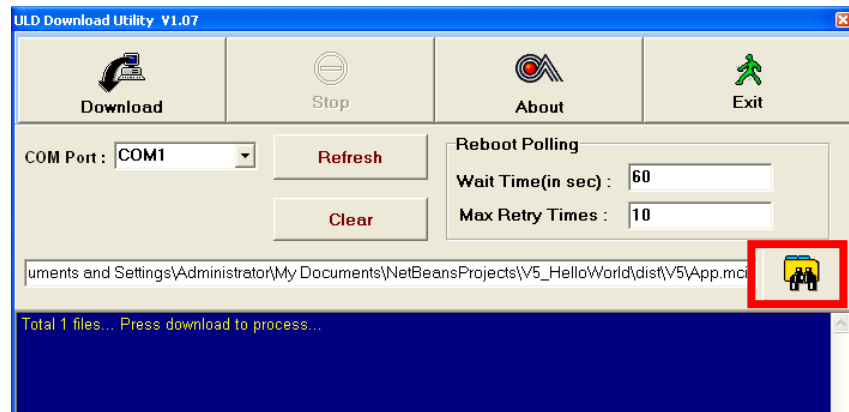 ULD Download Utility V1.07
Download
Stop
About
Exit
COM Port : COM1
Refresh
Reboot Polling
Wait Time(in sec) : 60
Clear
Max Retry Times : 10
uments and Settings\Administrator\My Documents\NetBeansProjects\V5_HelloWorld\dist\V5\App.mci
Total 1 files... Press download to process...